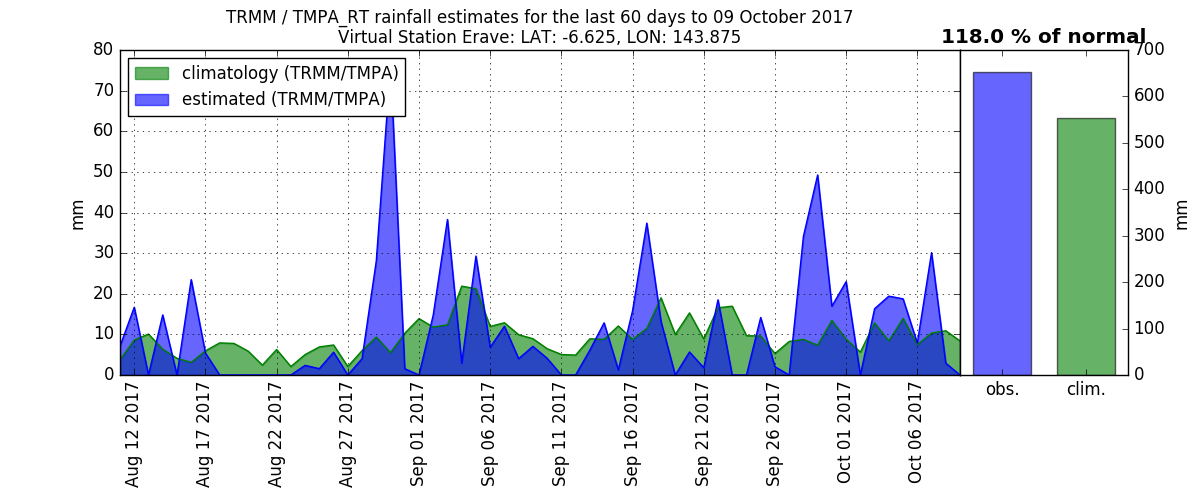 TRMM / TMPA_RT rainfall estimates for the last 60 days to 09 October 2017
Virtual Station Erave: LAT: -6.625, LON: 143.875
118.0 % of normal
climatology (TRMM/TMPA)
estimated (TRMM/TMPA)
80
70
60
50
40
30
20
10
0
mm
Aug 12 2017
Aug 17 2017
Aug 22 2017
Aug 27 2017
Sep 01 2017
Sep 06 2017
Sep 11 2017
Sep 16 2017
Sep 21 2017
Sep 26 2017
Oct 01 2017
Oct 06 2017
obs.
clim.
700
600
500
400
300
200
100
0
mm